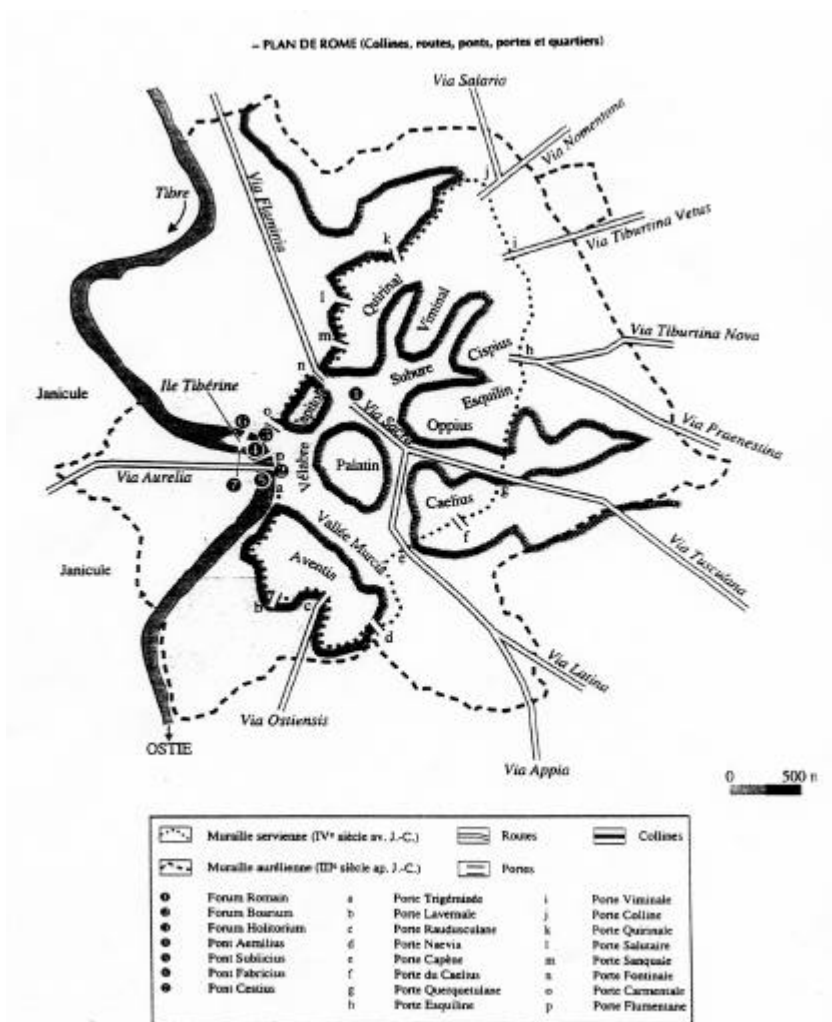 – PLAN DE ROME (Collines, routes, ponts, portes et quartiers)
Via Salaria
Via Nomentana
Tibre
Via Flaminia
j
i
Via Tiburtina Vetus
k
l
Quirinal
Viminal
m
Cispius
h
Via Tiburtina Nova
n
Subure
Esquilin
Janicule
Ile Tibérine
Capitole
Via Sacra
Oppius
Via Praenestina
o
p
Vélabre
Palatin
Via Aurelia
a
Caelius
g
f
Vallée Murcia
e
Via Tusculana
Janicule
Aventin
b
c
d
Via Latina
Via Ostiensis
OSTIE
Via Appia
0 500 m
Muraille servienne (IVe siècle av. J.-C.) Routes Collines
Muraille aurélienne (IIIe siècle ap. J.-C.) Portes
Forum Romain a Porte Trigéminde i Porte Viminale
Forum Boarium b Porte Lavernale j Porte Colline
Forum Holitorium c Porte Raudusculane k Porte Quirinale
Pont Aemilius d Porte Naevia l Porte Salutaire
Pont Sublicius e Porte Capène m Porte Sanquale
Pont Fabricius f Porte du Caelius n Porte Fontinale
Pont Cestius g Porte Querquetulane o Porte Carmentale
h Porte Esquiline p Porte Flumentane